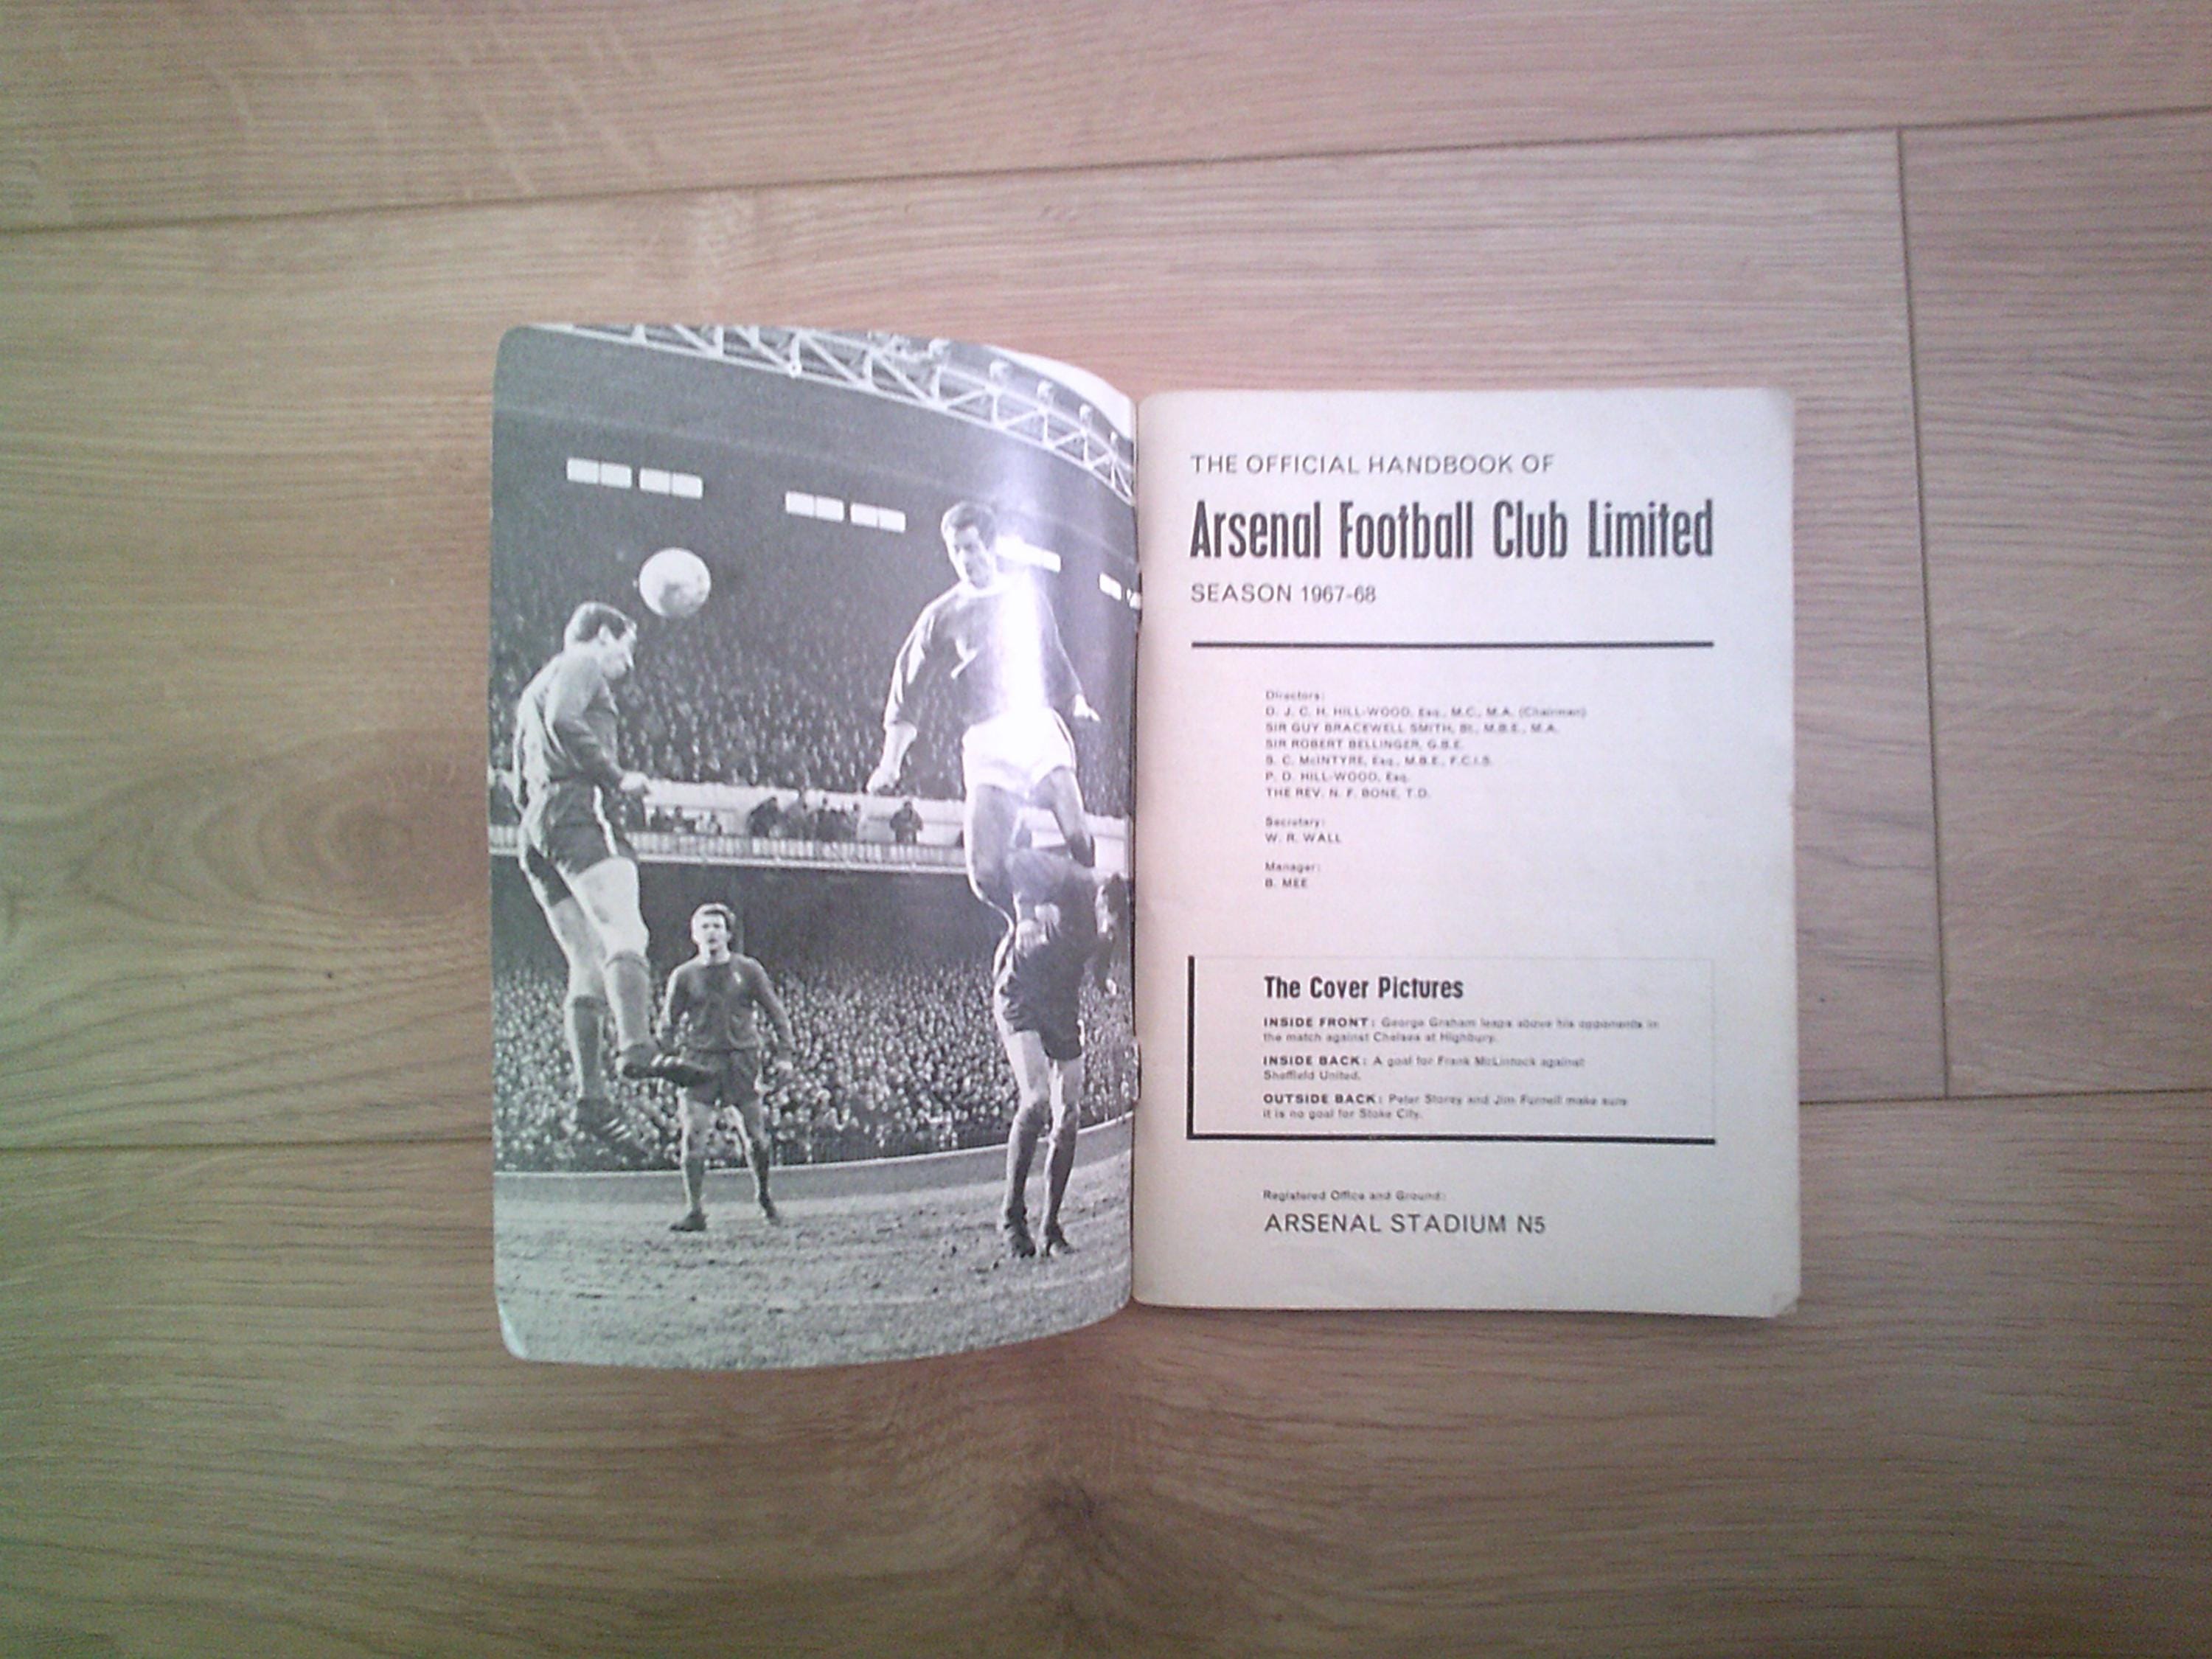 THE OFFICIAL HANDBOOK OF
Arsenal Football Club Limited
SEASON 1967-68
Directors:
D. J. C. H. HILL-WOOD, Esq., M.C., M.A. (Chairman)
SIR GUY BRACEWELL SMITH, Bt., M.B.E., M.A.
SIR ROBERT BELLINGER, G.B.E.
S. C. McINTYRE, Esq., M.B.E., F.C.I.S.
P. D. HILL-WOOD, Esq.
THE REV. N. F. BONE, T.D.
Secretary:
W. R. WALL
Manager:
B. MEE
The Cover Pictures
INSIDE FRONT: George Graham leaps above his opponents in
the match against Chelsea at Highbury.
INSIDE BACK: A goal for Frank McLintock against
Sheffield United.
OUTSIDE BACK: Peter Storey and Jim Furnell make sure
it is no goal for Stoke City.
Registered Office and Ground:
ARSENAL STADIUM N5